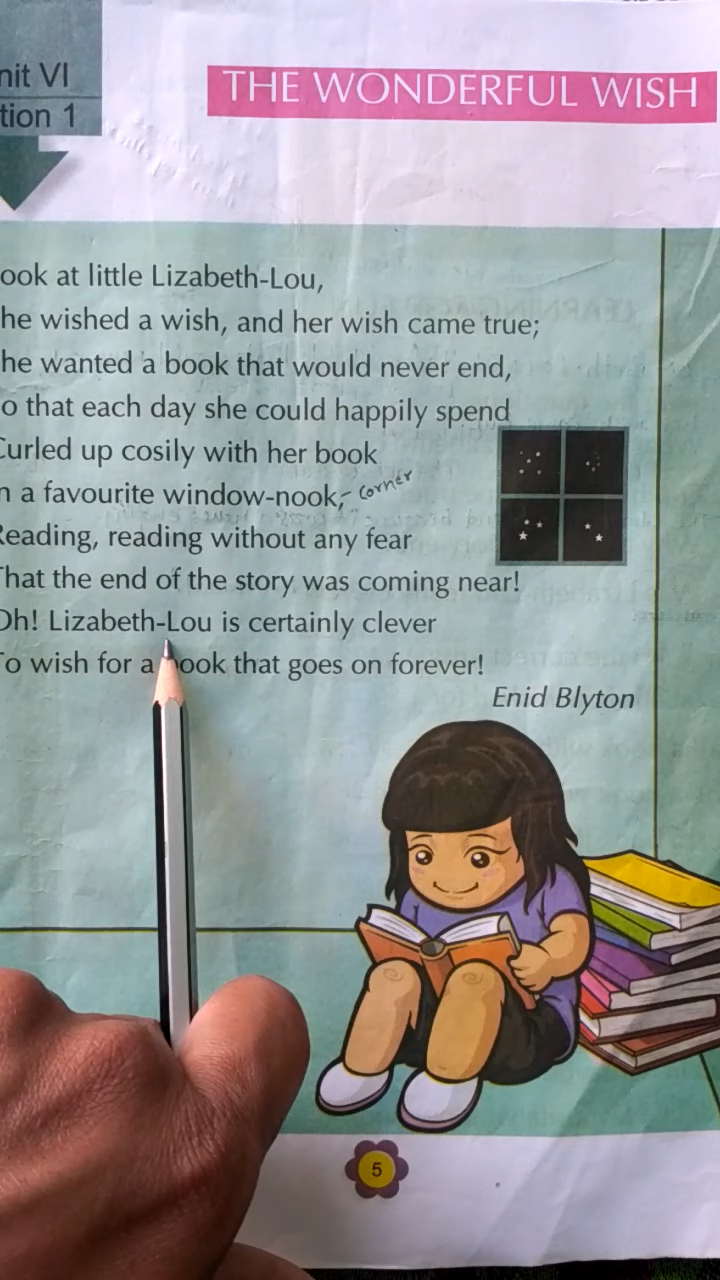 nit VI
tion 1
THE WONDERFUL WISH
ook at little Lizabeth-Lou,
he wished a wish, and her wish came true;
he wanted a book that would never end,
o that each day she could happily spend
Curled up cosily with her book
n a favourite window-nook,- corner
Reading, reading without any fear
That the end of the story was coming near!
Oh! Lizabeth-Lou is certainly clever
To wish for a book that goes on forever!
Enid Blyton
5